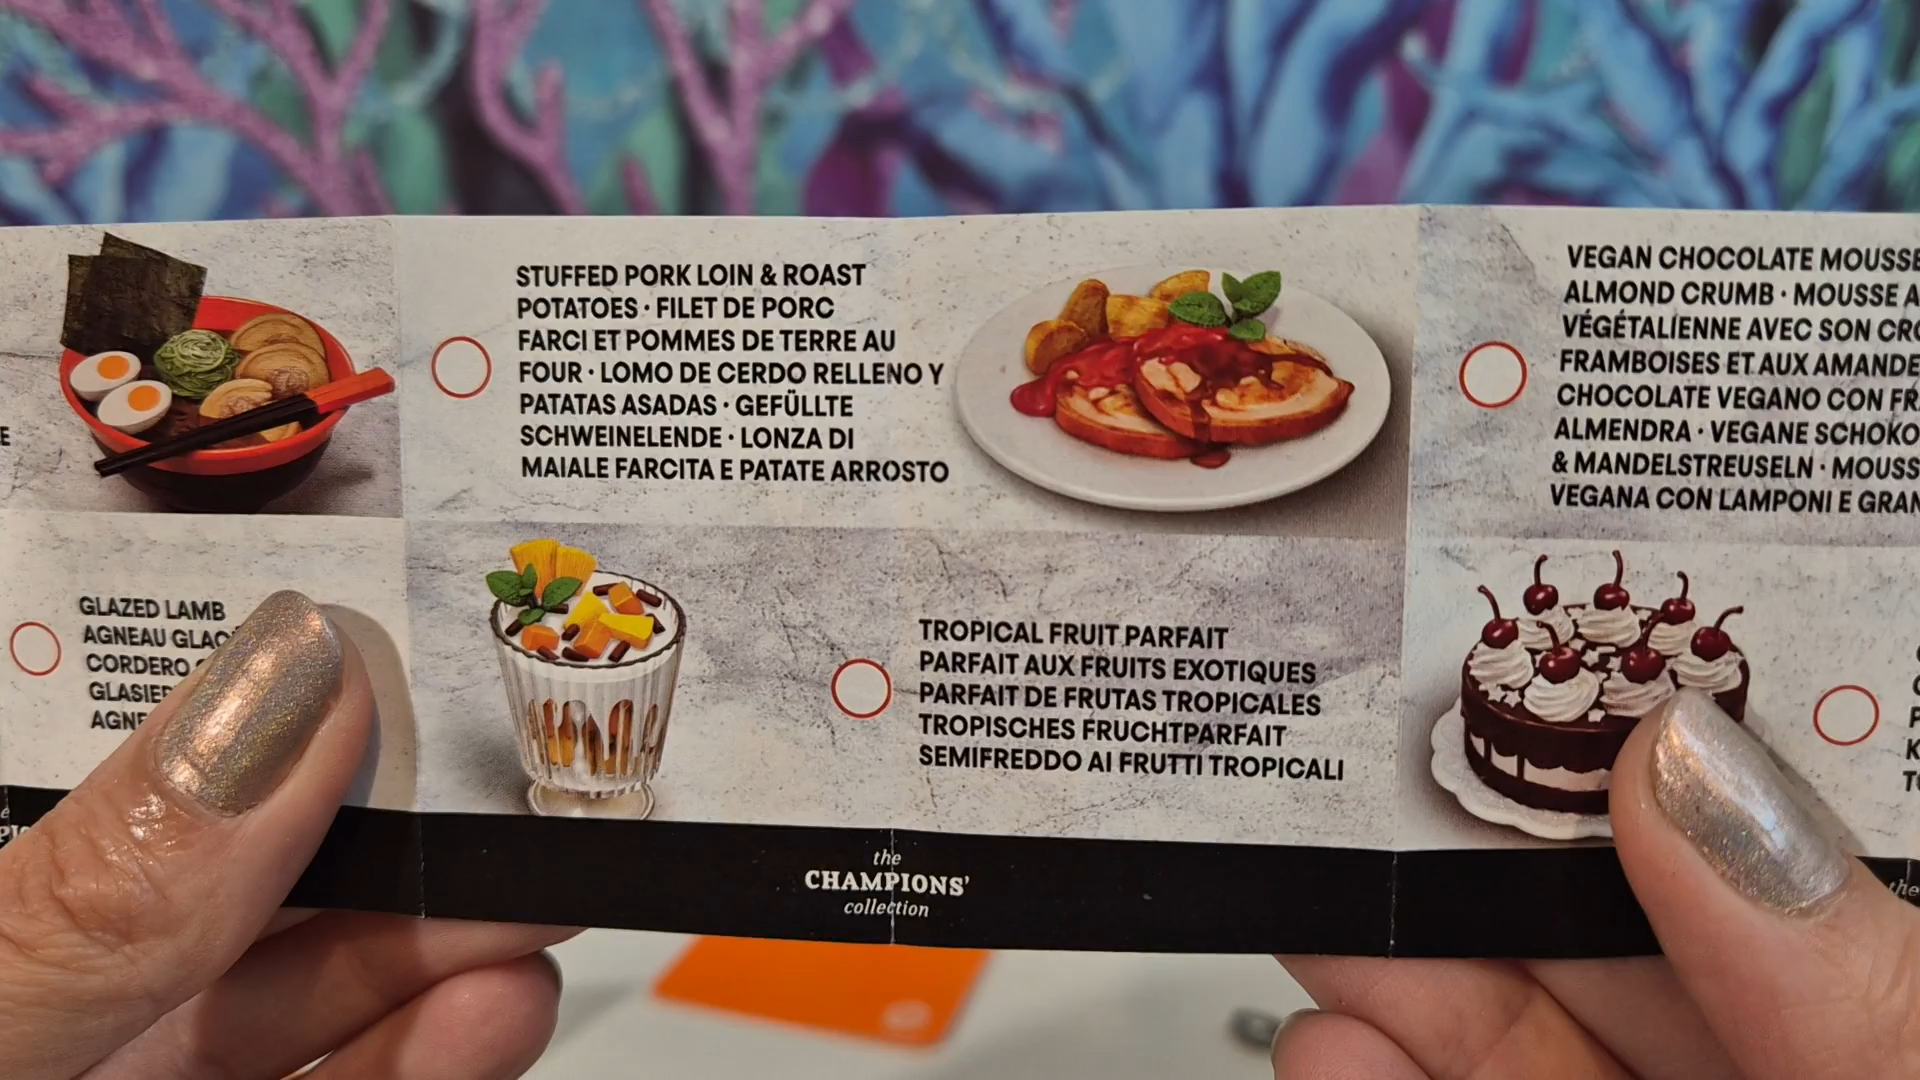 STUFFED PORK LOIN & ROAST
POTATOES · FILET DE PORC
FARCI ET POMMES DE TERRE AU
FOUR · LOMO DE CERDO RELLENO Y
PATATAS ASADAS · GEFÜLLTE
SCHWEINELENDE · LONZA DI
MAIALE FARCITA E PATATE ARROSTO
VEGAN CHOCOLATE MOUSSE
ALMOND CRUMB · MOUSSE A
VÉGÉTALIENNE AVEC SON CR
FRAMBOISES ET AUX AMANDE
CHOCOLATE VEGANO CON FR
ALMENDRA · VEGANE SCHOKO
& MANDELSTREUSELN · MOUSS
VEGANA CON LAMPONI E GRAN
GLAZED LAMB
AGNEAU GLAC
CORDERO
GLASIER
AGNE
TROPICAL FRUIT PARFAIT
PARFAIT AUX FRUITS EXOTIQUES
PARFAIT DE FRUTAS TROPICALES
TROPISCHES FRUCHTPARFAIT
SEMIFREDDO AI FRUTTI TROPICALI
the
CHAMPIONS'
collection
the